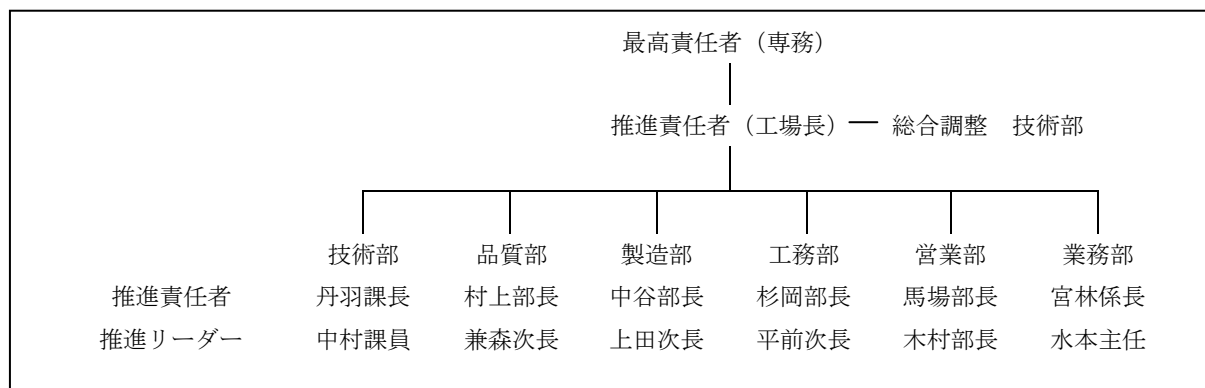 最高責任者（専務）
推進責任者（工場長） 総合調整　技術部
技術部　品質部　製造部　工務部　営業部　業務部
推進責任者　丹羽課長　村上部長　中谷部長　杉岡部長　馬場部長　宮林係長
推進リーダー　中村課員　兼森次長　上田次長　平前次長　木村部長　水本主任